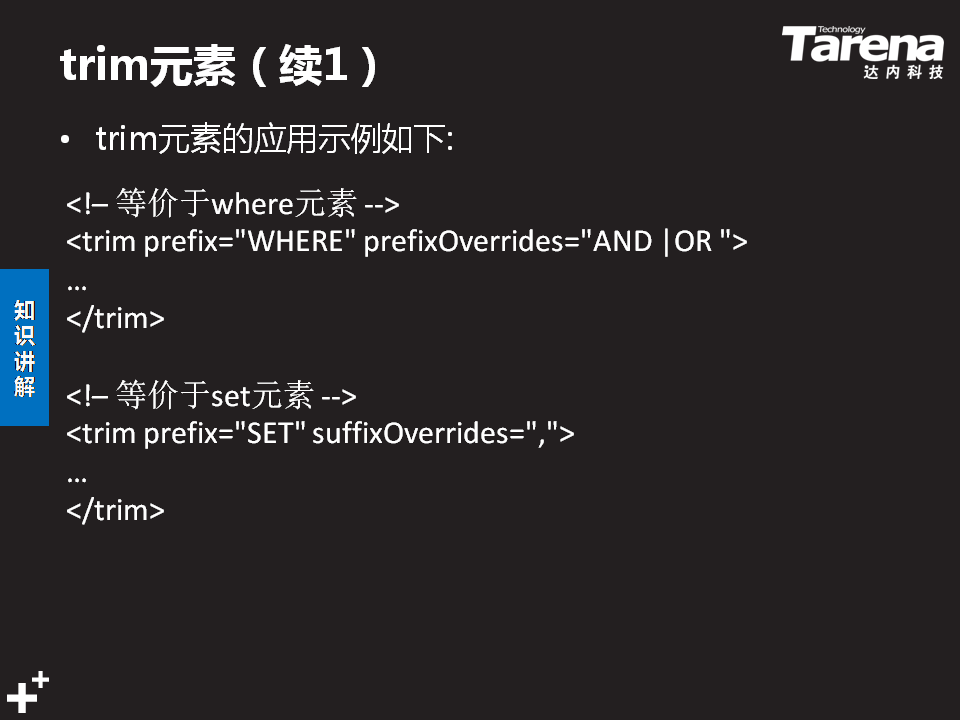 trim元素（续1）
Technology
Tarena
达内科技
• trim元素的应用示例如下:
<!– 等价于where元素 -->
<trim prefix="WHERE" prefixOverrides="AND |OR ">
…
</trim>
<!– 等价于set元素 -->
<trim prefix="SET" suffixOverrides=",">
…
</trim>
知识讲解
++